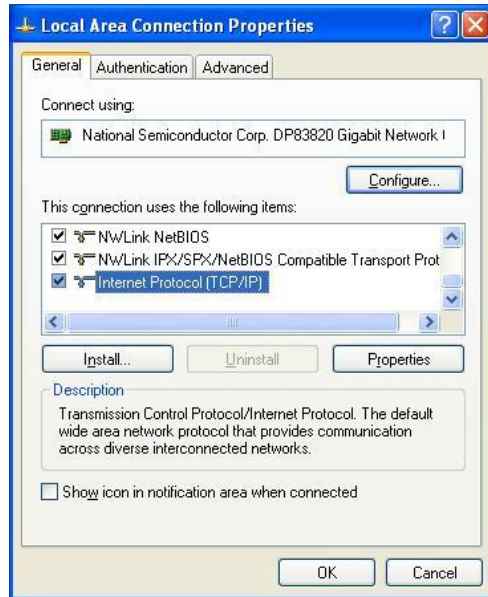 Local Area Connection Properties
General Authentication Advanced
Connect using:
National Semiconductor Corp. DP83820 Gigabit Network
Configure...
This connection uses the following items:
NWLink NetBIOS
NWLink IPX/SPX/NetBIOS Compatible Transport Prot
Internet Protocol (TCP/IP)
Install... Uninstall Properties
Description
Transmission Control Protocol/Internet Protocol. The default
wide area network protocol that provides communication
across diverse interconnected networks.
Show icon in notification area when connected
OK Cancel